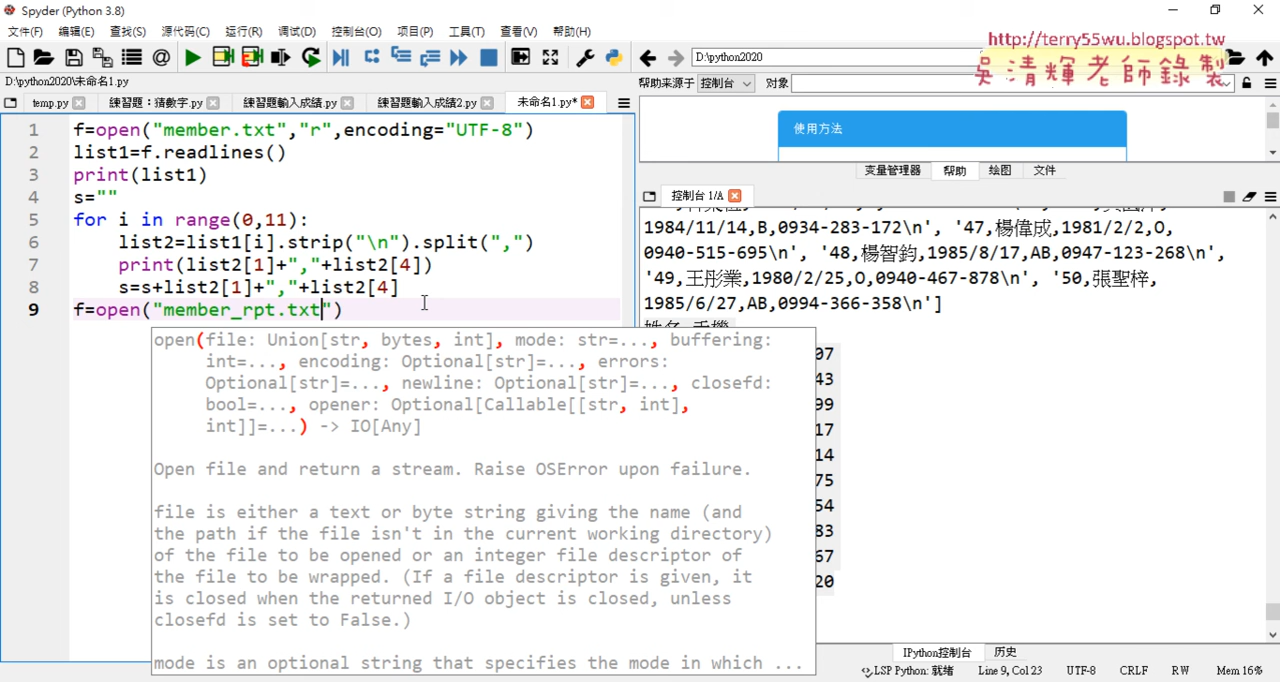 Spyder (Python 3.8)
文件(F) 编辑(E) 查找(S) 源代码(C) 运行(R) 调试(D) 控制台(O) 项目(P) 工具(T) 查看(V) 帮助(H)
http://terry55wu.blogspot.tw
吳清輝老師錄製
D:\python2020
D:\python2020\未命名1.py
帮助来源于 控制台 对象
temp.py 練習題：猜數字.py 練習題輸入成績.py 練習題輸入成績2.py 未命名1.py*
使用方法
变量管理器 帮助 绘图 文件
控制台 1/A
1 f=open("member.txt","r",encoding="UTF-8")
2 list1=f.readlines()
3 print(list1)
4 s=""
5 for i in range(0,11):
6 list2=list1[i].strip("\n").split(",")
7 print(list2[1]+","+list2[4])
8 s=s+list2[1]+","+list2[4]
9 f=open("member_rpt.txt")
open(file: Union[str, bytes, int], mode: str=..., buffering:
int=..., encoding: Optional[str]=..., errors:
Optional[str]=..., newline: Optional[str]=..., closefd:
bool=..., opener: Optional[Callable[[str, int],
int]]=...) -> IO[Any]
Open file and return a stream. Raise OSError upon failure.
file is either a text or byte string giving the name (and
the path if the file isn't in the current working directory)
of the file to be opened or an integer file descriptor of
the file to be wrapped. (If a file descriptor is given, it
is closed when the returned I/O object is closed, unless
closefd is set to False.)
mode is an optional string that specifies the mode in which ...
1984/11/14,B,0934-283-172\n', '47,楊偉成,1981/2/2,O,
0940-515-695\n', '48,楊智鈞,1985/8/17,AB,0947-123-268\n',
'49,王彤業,1980/2/25,O,0940-467-878\n', '50,張聖梓,
1985/6/27,AB,0994-366-358\n']
姓名,手機
07
43
99
17
14
75
54
83
67
20
IPython控制台 历史
LSP Python: 就绪 Line 9, Col 23 UTF-8 CRLF RW Mem 16%